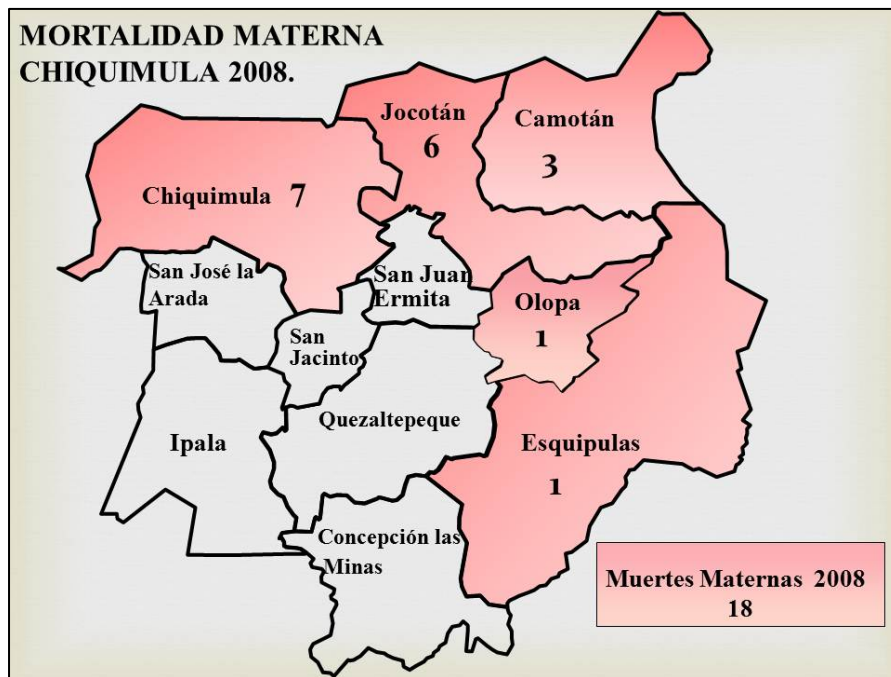 MORTALIDAD MATERNA
CHIQUIMULA 2008.
Jocotán
6
Camotán
3
Chiquimula 7
San José la
Arada
San Juan
Ermita
Olopa
1
San
Jacinto
Quezaltepeque
Ipala
Esquipulas
1
Concepción las
Minas
Muertes Maternas 2008
18